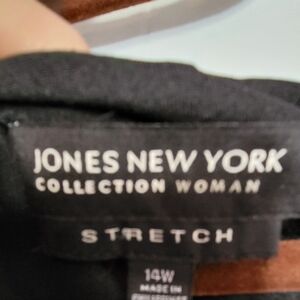 JONES NEW YORK
COLLECTION WOMAN
STRETCH
14W
MADE IN